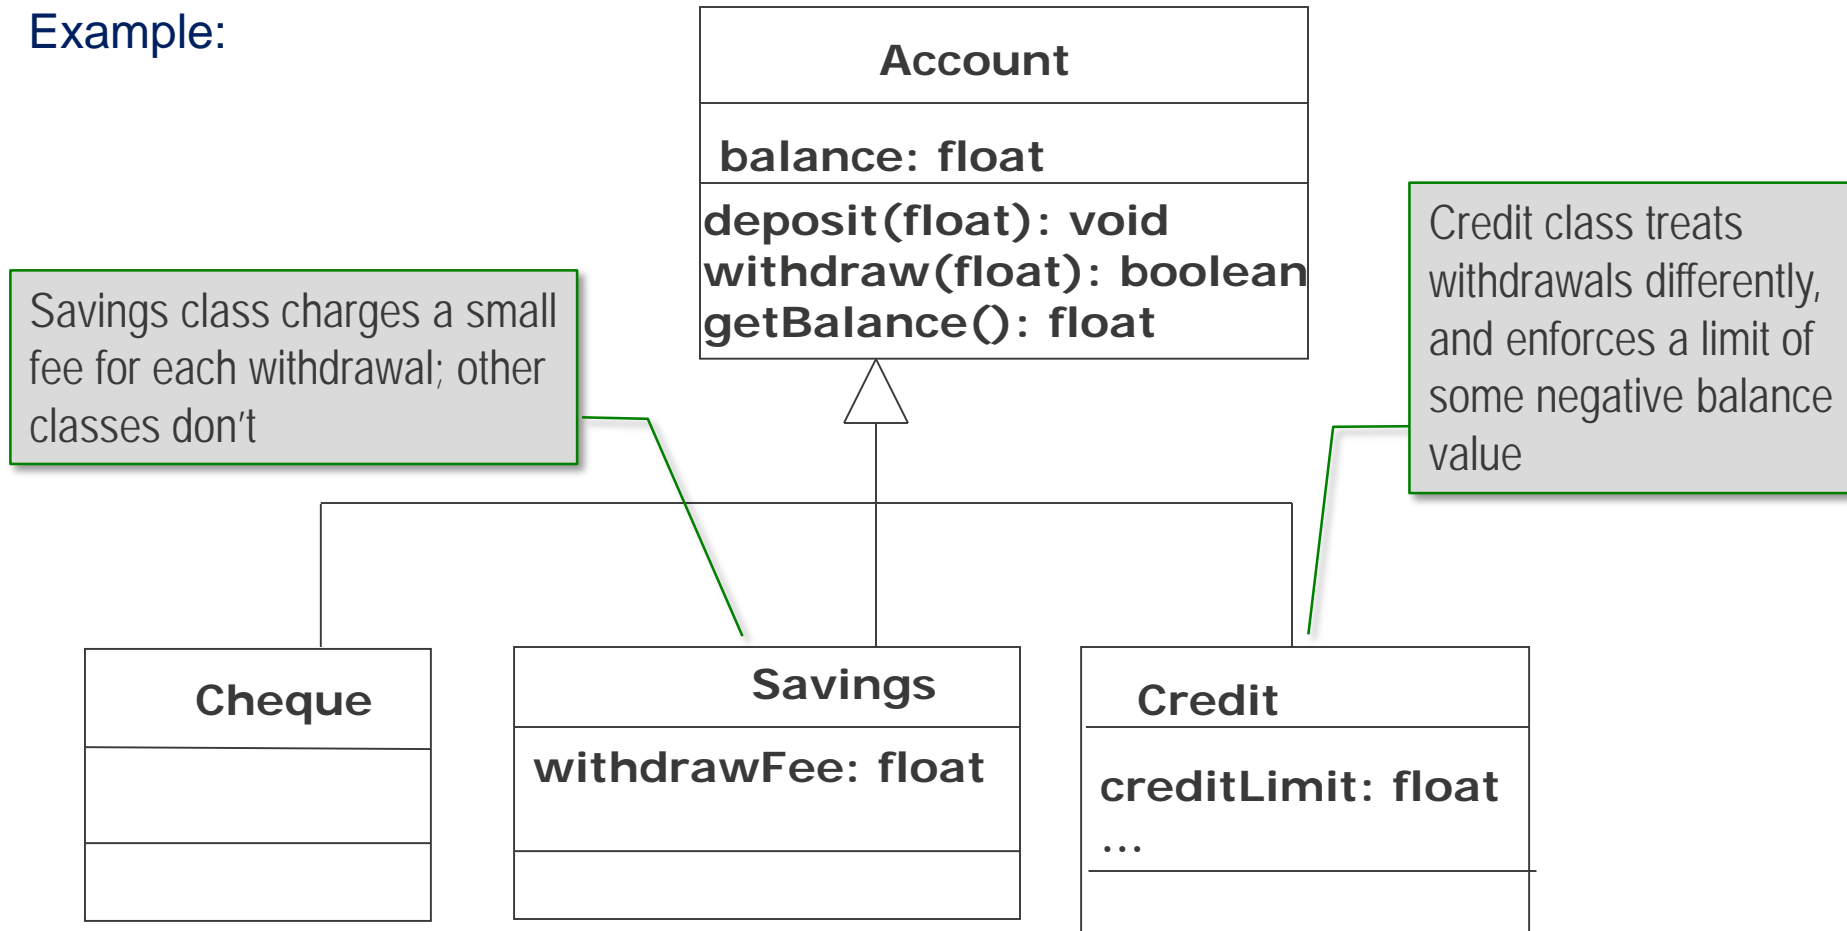 Example:
Account
balance: float
deposit(float): void
withdraw(float): boolean
getBalance(): float
Savings class charges a small
fee for each withdrawal; other
classes don't
Credit class treats
withdrawals differently,
and enforces a limit of
some negative balance
value
Cheque
Savings
withdrawFee: float
Credit
creditLimit: float
...